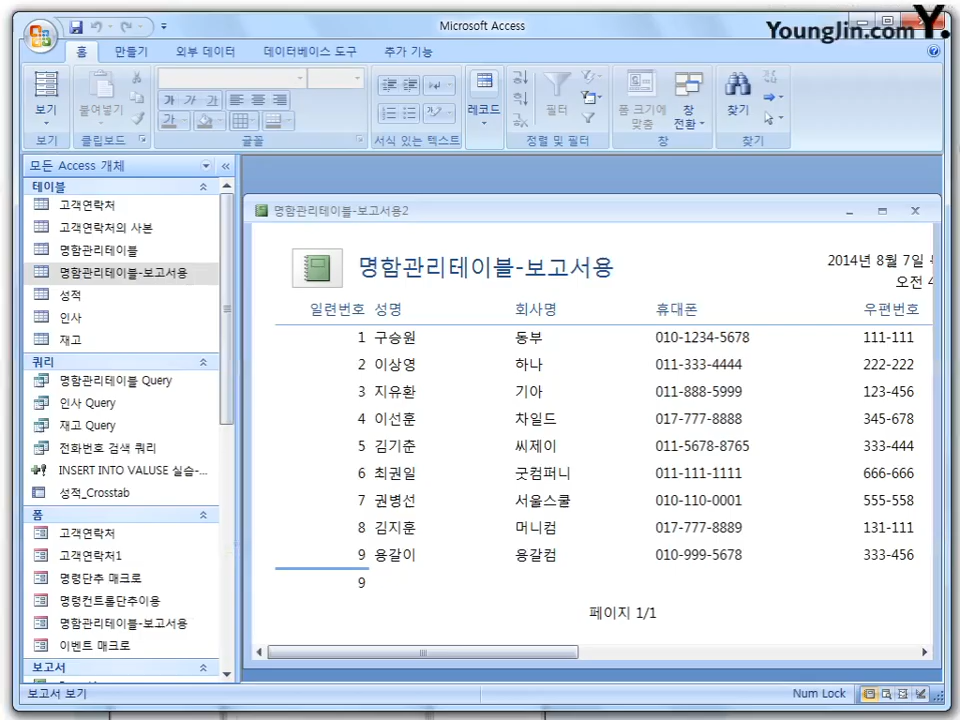 Microsoft Access
Younglin.com
Y.
홈 만들기 외부 데이터 데이터베이스 도구 추가 기능
보기 붙여넣기 가 가 가 레코드 필터 폼 크기에 맞춤 창 전환 찾기
보기 클립보드 글꼴 서식 있는 텍스트 정렬 및 필터 창 찾기
모든 Access 개체
테이블
고객연락처
고객연락처의 사본
명함관리테이블
명함관리테이블-보고서용
성적
인사
재고
쿼리
명함관리테이블 Query
인사 Query
재고 Query
전화번호 검색 쿼리
INSERT INTO VALUSE 실습-...
성적_Crosstab
폼
고객연락처
고객연락처1
명령단추 매크로
명령컨트롤단추이용
명함관리테이블-보고서용
이벤트 매크로
보고서
명함관리테이블-보고서용2
명함관리테이블-보고서용
2014년 8월 7일
오전 4
일련번호 성명 회사명 휴대폰 우편번호
1 구승원 동부 010-1234-5678 111-111
2 이상영 하나 011-333-4444 222-222
3 지유환 기아 011-888-5999 123-456
4 이선훈 차일드 017-777-8888 345-678
5 김기춘 씨제이 011-5678-8765 333-444
6 최권일 굿컴퍼니 011-111-1111 666-666
7 권병선 서울스쿨 010-110-0001 555-558
8 김지훈 머니컴 017-777-8889 131-111
9 용갈이 용갈컴 010-999-5678 333-456
9
페이지 1/1
보고서 보기 Num Lock